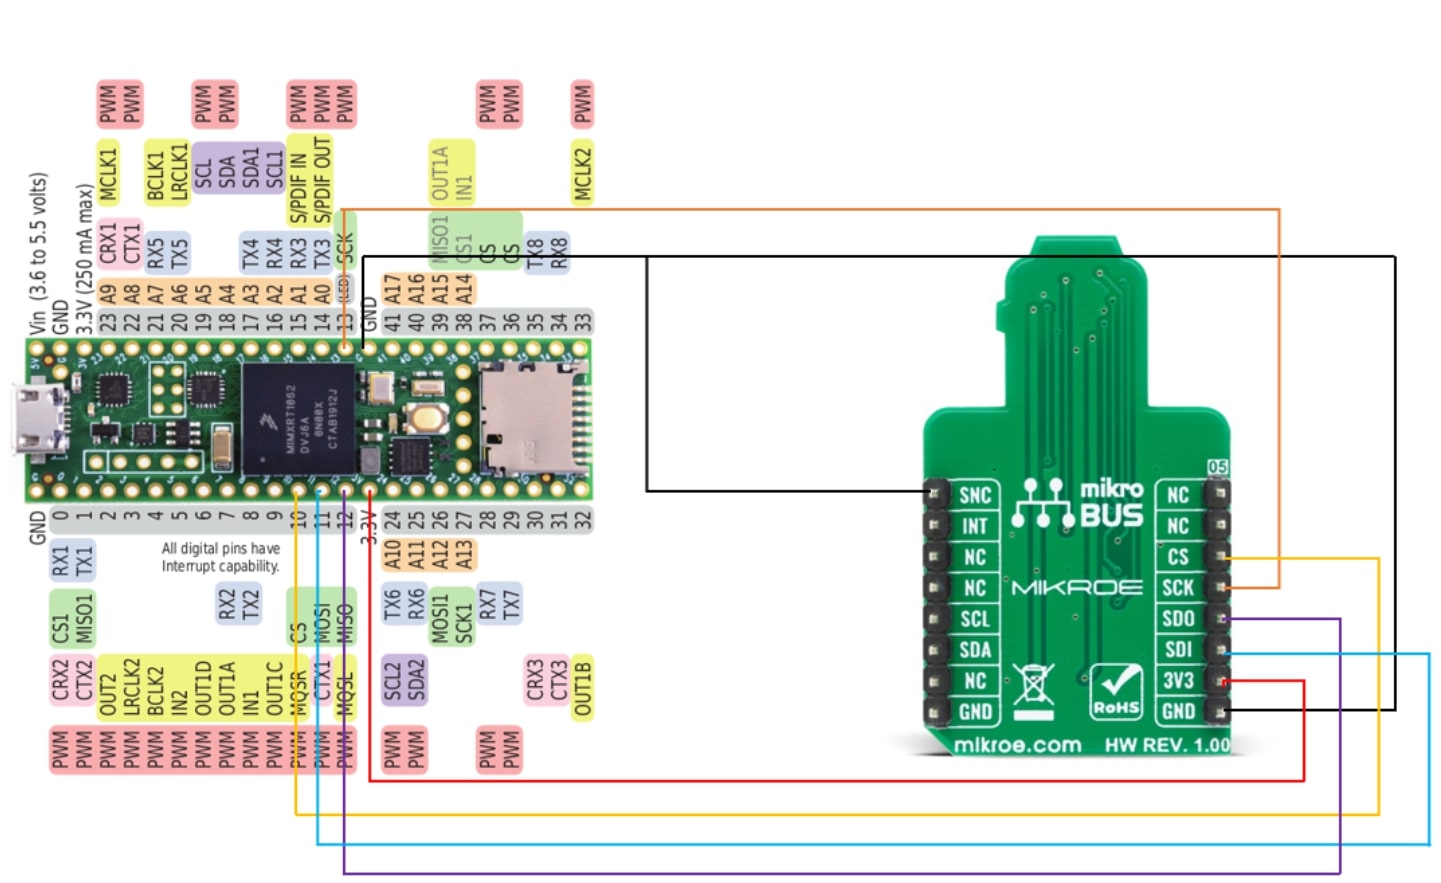 PWM PWM PWM PWM PWM PWM PWM PWM PWM PWM
MCLK1 BCLK1 LRCLK1 SCL SDA SDA1 SCL1 S/PDIF IN S/PDIF OUT OUT1A IN1 MCLK2
CRX1 CTX1 RX5 TX5 TX4 RX4 RX3 TX3 SCK MISO1 CS1 CS CS TX8 RX8
Vin (3.6 to 5.5 volts)
GND
3.3V (250 mA max)
A9 A8 A7 A6 A5 A4 A3 A2 A1 A0 (LED) A17 A16 A15 A14
23 22 21 20 19 18 17 16 15 14 13 GND 41 40 39 38 37 36 35 34 33
MIMXRT1062
DVJ6A
0N00X
CTAB1912J
GND 0 1 2 3 4 5 6 7 8 9 10 11 12 3.3V 24 25 26 27 28 29 30 31 32
RX1 TX1
All digital pins have
Interrupt capability.
A10 A11 A12 A13
CS1 MISO1 RX2 TX2 CS MOSI MISO TX6 RX6 MOSI1 SCK1 RX7 TX7
CRX2 CTX2 OUT2 LRCLK2 BCLK2 IN2 OUT1D OUT1A IN1 OUT1C MQSR CTX1 MQSL SCL2 SDA2 CRX3 CTX3 OUT1B
PWM PWM PWM PWM PWM PWM PWM PWM PWM PWM PWM PWM PWM PWM PWM PWM PWM
05
SNC
INT
NC
NC
SCL
SDA
NC
GND
mikro
BUS
MIKROE
RoHS
NC
NC
CS
SCK
SDO
SDI
3V3
GND
mikroe.com HW REV. 1.00